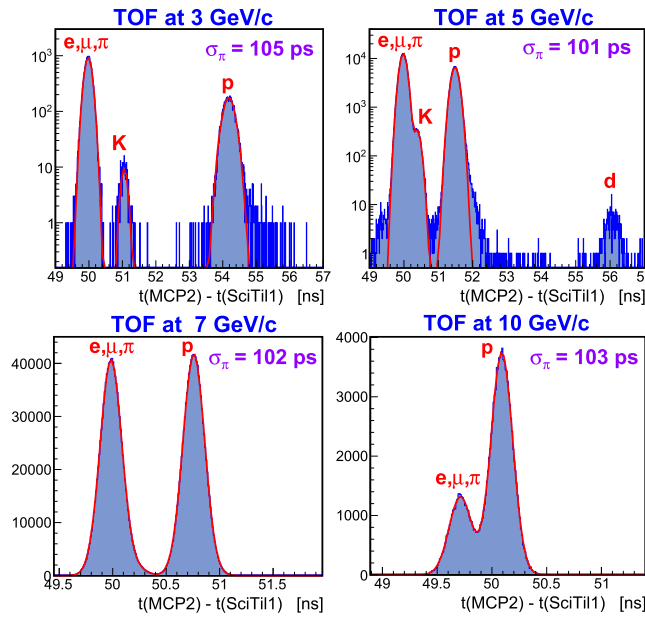 TOF at 3 GeV/c
e,μ,π
σπ = 105 ps
K
p
10³
10²
10
1
49 50 51 52 53 54 55 56 57
t(MCP2) - t(SciTil1) [ns]
TOF at 5 GeV/c
e,μ,π
p
σπ = 101 ps
K
d
10⁴
10³
10²
10
1
49 50 51 52 53 54 55 56 5
t(MCP2) - t(SciTil1) [ns]
TOF at 7 GeV/c
e,μ,π
p
σπ = 102 ps
40000
30000
20000
10000
0
49.5 50 50.5 51 51.5
t(MCP2) - t(SciTil1) [ns]
TOF at 10 GeV/c
p
σπ = 103 ps
e,μ,π
4000
3000
2000
1000
0
49 49.5 50 50.5 51
t(MCP2) - t(SciTil1) [ns]